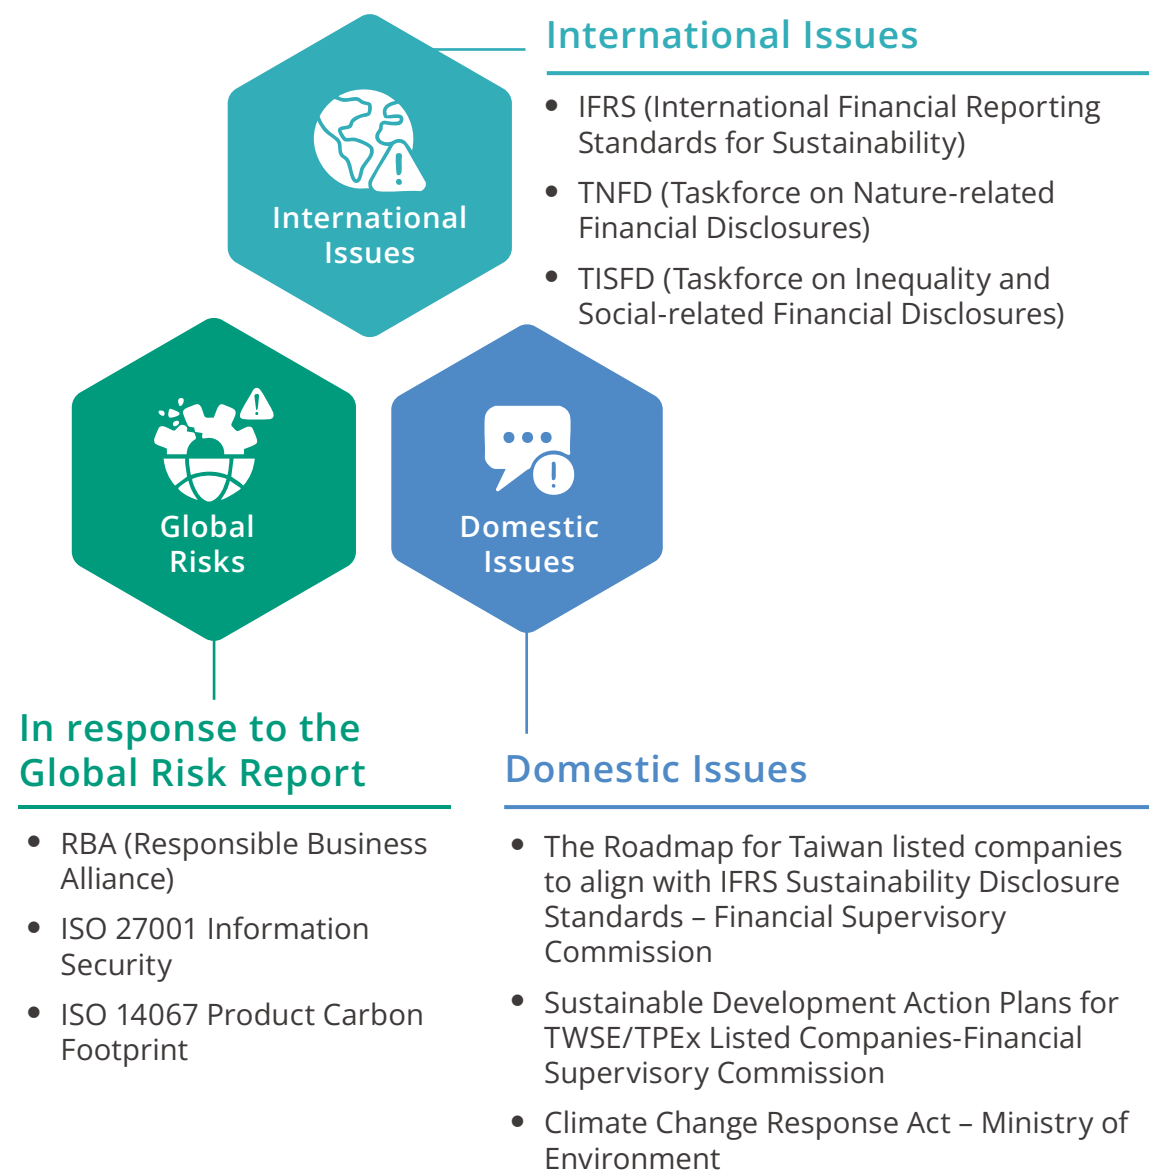 International Issues
• IFRS (International Financial Reporting
Standards for Sustainability)
• TNFD (Taskforce on Nature-related
Financial Disclosures)
• TISFD (Taskforce on Inequality and
Social-related Financial Disclosures)
International
Issues
Global
Risks
Domestic
Issues
In response to the
Global Risk Report
• RBA (Responsible Business
Alliance)
• ISO 27001 Information
Security
• ISO 14067 Product Carbon
Footprint
Domestic Issues
• The Roadmap for Taiwan listed companies
to align with IFRS Sustainability Disclosure
Standards – Financial Supervisory
Commission
• Sustainable Development Action Plans for
TWSE/TPEx Listed Companies-Financial
Supervisory Commission
• Climate Change Response Act – Ministry of
Environment